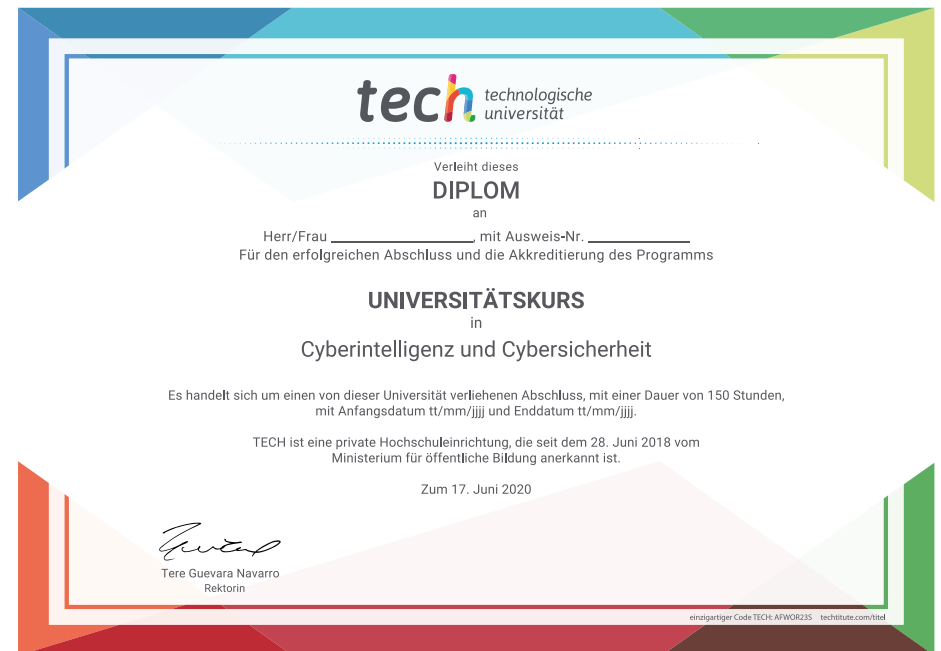 tech technologische
universität
Verleiht dieses
DIPLOM
an
Herr/Frau ____________________, mit Ausweis-Nr. ______________
Für den erfolgreichen Abschluss und die Akkreditierung des Programms
UNIVERSITÄTSKURS
in
Cyberintelligenz und Cybersicherheit
Es handelt sich um einen von dieser Universität verliehenen Abschluss, mit einer Dauer von 150 Stunden,
mit Anfangsdatum tt/mm/jjjj und Enddatum tt/mm/jjjj.
TECH ist eine private Hochschuleinrichtung, die seit dem 28. Juni 2018 vom
Ministerium für öffentliche Bildung anerkannt ist.
Zum 17. Juni 2020
Tere Guevara Navarro
Rektorin
einzigartiger Code TECH: AFWOR23S techtitute.com/titel